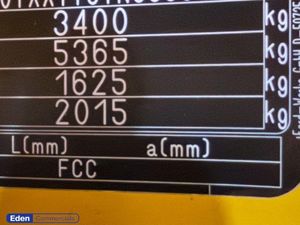 3400 kg
5365 kg
1625 kg
2015 kg
L(mm) a(mm)
FCC
Eden Commercials